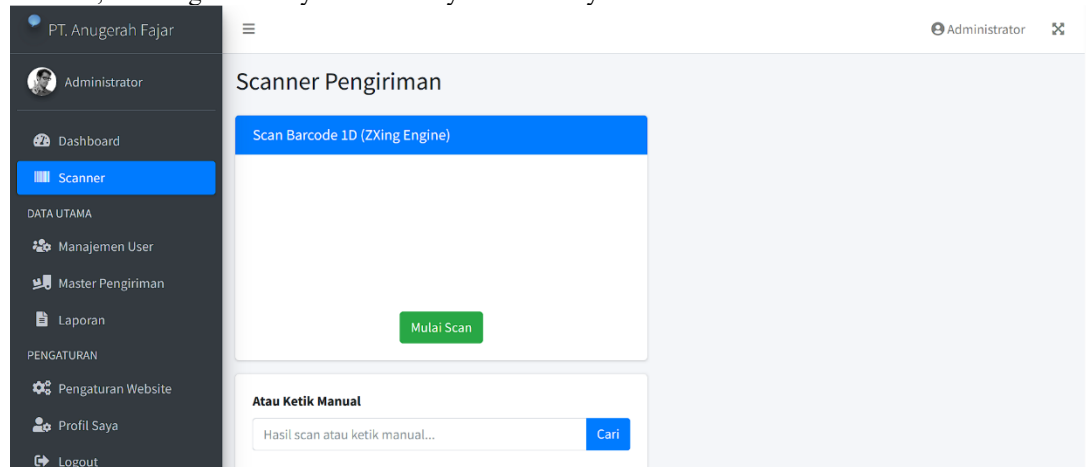 PT. Anugerah Fajar
Administrator
Administrator
Dashboard
Scanner
DATA UTAMA
Manajemen User
Master Pengiriman
Laporan
PENGATURAN
Pengaturan Website
Profil Saya
Logout
Scanner Pengiriman
Scan Barcode 1D (ZXing Engine)
Mulai Scan
Atau Ketik Manual
Hasil scan atau ketik manual...
Cari